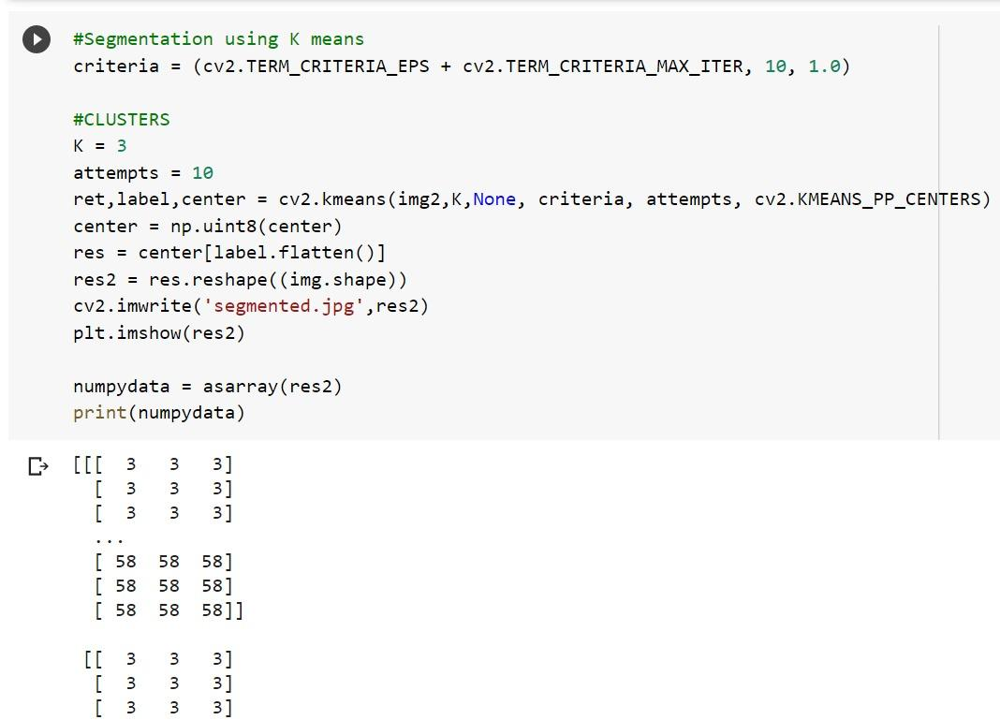 #Segmentation using K means
criteria = (cv2.TERM_CRITERIA_EPS + cv2.TERM_CRITERIA_MAX_ITER, 10, 1.0)
#CLUSTERS
K = 3
attempts = 10
ret,label,center = cv2.kmeans(img2,K,None, criteria, attempts, cv2.KMEANS_PP_CENTERS)
center = np.uint8(center)
res = center[label.flatten()]
res2 = res.reshape((img.shape))
cv2.imwrite('segmented.jpg',res2)
plt.imshow(res2)
numpydata = asarray(res2)
print(numpydata)
[[[  3   3   3]
  [  3   3   3]
  [  3   3   3]
  ...
  [ 58  58  58]
  [ 58  58  58]
  [ 58  58  58]]
 [[  3   3   3]
  [  3   3   3]
  [  3   3   3]